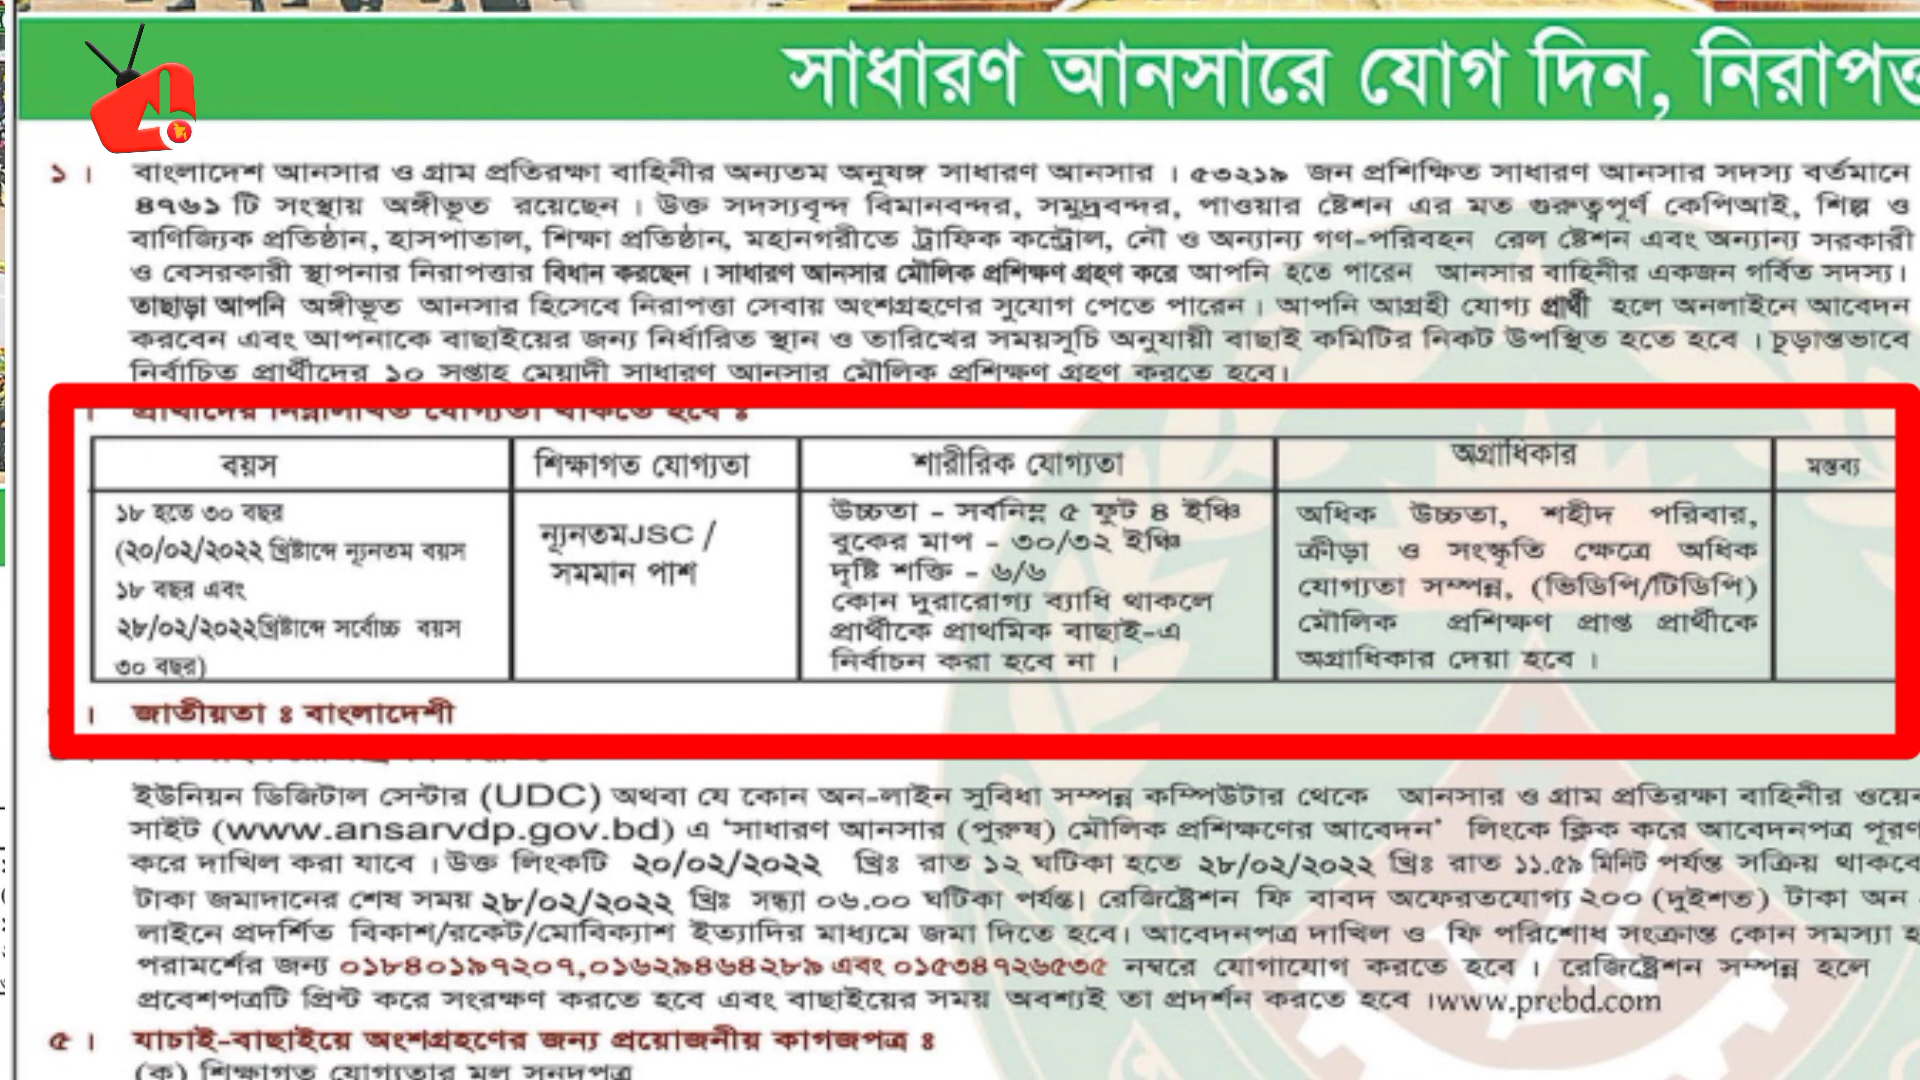 সাধারণ আনসারে যোগ দিন,
১। বাংলাদেশ আনসার ও গ্রাম প্রতিরক্ষা বাহিনীর অন্যতম অনুষঙ্গ সাধারণ আনসার । ৫৩২১৯ জন প্রশিক্ষিত সাধারণ আনসার সদস্য বর্তমানে
৪৭৬১ টি সংস্থায় অঙ্গীভূত রয়েছেন । উক্ত সদস্যবৃন্দ বিমানবন্দর, সমুদ্রবন্দর, পাওয়ার ষ্টেশন এর মত গুরুত্বপূর্ণ কেপিআই, শিল্প ও
বাণিজ্যিক প্রতিষ্ঠান, হাসপাতাল, শিক্ষা প্রতিষ্ঠান, মহানগরীতে ট্রাফিক কন্ট্রোল, নৌ ও অন্যান্য গণ-পরিবহন রেল ষ্টেশন এবং অন্যান্য সরকারী
ও বেসরকারী স্থাপনার নিরাপত্তার বিধান করছেন । সাধারণ আনসার মৌলিক প্রশিক্ষণ গ্রহণ করে আপনি হতে পারেন আনসার বাহিনীর একজন গর্বিত সদস্য।
তাছাড়া আপনি অঙ্গীভূত আনসার হিসেবে নিরাপত্তা সেবায় অংশগ্রহণের সুযোগ পেতে পারেন । আপনি আগ্রহী যোগ্য প্রার্থী হলে অনলাইনে আবেদন
করবেন এবং আপনাকে বাছাইয়ের জন্য নির্ধারিত স্থান ও তারিখের সময়সূচি অনুযায়ী বাছাই কমিটির নিকট উপস্থিত হতে হবে । চূড়ান্তভাবে
নির্বাচিত প্রার্থীদের ১০ সপ্তাহ মেয়াদী সাধারণ আনসার মৌলিক প্রশিক্ষণ গ্রহণ করতে হবে।
। প্রার্থীদের নিম্নলিখিত যোগ্যতা থাকতে হবে ঃ
বয়স
শিক্ষাগত যোগ্যতা
শারীরিক যোগ্যতা
অগ্রাধিকার
মন্তব্য
১৮ হতে ৩০ বছর
(২০/০২/২০২২ খ্রিষ্টাব্দে ন্যূনতম বয়স
১৮ বছর এবং
২৮/০২/২০২২খ্রিষ্টাব্দে সর্বোচ্চ বয়স
৩০ বছর)
ন্যূনতমJSC /
সমমান পাশ
উচ্চতা - সর্বনিম্ন ৫ ফুট ৪ ইঞ্চি
বুকের মাপ - ৩০/৩২ ইঞ্চি
দৃষ্টি শক্তি - ৬/৬
কোন দুরারোগ্য ব্যাধি থাকলে
প্রার্থীকে প্রাথমিক বাছাই-এ
নির্বাচন করা হবে না ।
অধিক উচ্চতা, শহীদ পরিবার,
ক্রীড়া ও সংস্কৃতি ক্ষেত্রে অধিক
যোগ্যতা সম্পন্ন, (ভিডিপি/টিডিপি)
মৌলিক প্রশিক্ষণ প্রাপ্ত প্রার্থীকে
অগ্রাধিকার দেয়া হবে ।
। জাতীয়তা ঃ বাংলাদেশী
ইউনিয়ন ডিজিটাল সেন্টার (UDC) অথবা যে কোন অন-লাইন সুবিধা সম্পন্ন কম্পিউটার থেকে আনসার ও গ্রাম প্রতিরক্ষা বাহিনীর
সাইট (www.ansarvdp.gov.bd) এ ‘সাধারণ আনসার (পুরুষ) মৌলিক প্রশিক্ষণের আবেদন’ লিংকে ক্লিক করে আবেদনপত্র পূরণ
করে দাখিল করা যাবে । উক্ত লিংকটি ২০/০২/২০২২ খ্রিঃ রাত ১২ ঘটিকা হতে ২৮/০২/২০২২ খ্রিঃ রাত ১১.৫৯ মিনিট পর্যন্ত সক্রিয় থাকবে
টাকা জমাদানের শেষ সময় ২৮/০২/২০২২ খ্রিঃ সন্ধ্যা ০৬.০০ ঘটিকা পর্যন্ত। রেজিষ্ট্রেশন ফি বাবদ অফেরতযোগ্য ২০০ (দুইশত) টাকা অন
লাইনে প্রদর্শিত বিকাশ/রকেট/মোবিক্যাশ ইত্যাদির মাধ্যমে জমা দিতে হবে। আবেদনপত্র দাখিল ও ফি পরিশোধ সংক্রান্ত কোন সমস্যা
পরামর্শের জন্য ০১৮৪০১৯৭২০৭,০১৬২৯৪৬৪২৮৯ এবং ০১৫৩৪৭২৬৫৩৫ নম্বরে যোগাযোগ করতে হবে । রেজিষ্ট্রেশন সম্পন্ন হলে
প্রবেশপত্রটি প্রিন্ট করে সংরক্ষণ করতে হবে এবং বাছাইয়ের সময় অবশ্যই তা প্রদর্শন করতে হবে ।www.prebd.com
৫। যাচাই-বাছাইয়ে অংশগ্রহণের জন্য প্রয়োজনীয় কাগজপত্র ঃ
(ক) শিক্ষাগত যোগ্যতার মূল সনদপত্র